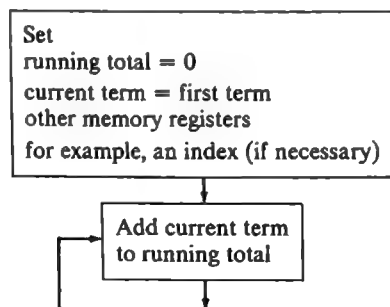 Set
running total = 0
current term = first term
other memory registers
for example, an index (if necessary)
Add current term
to running total